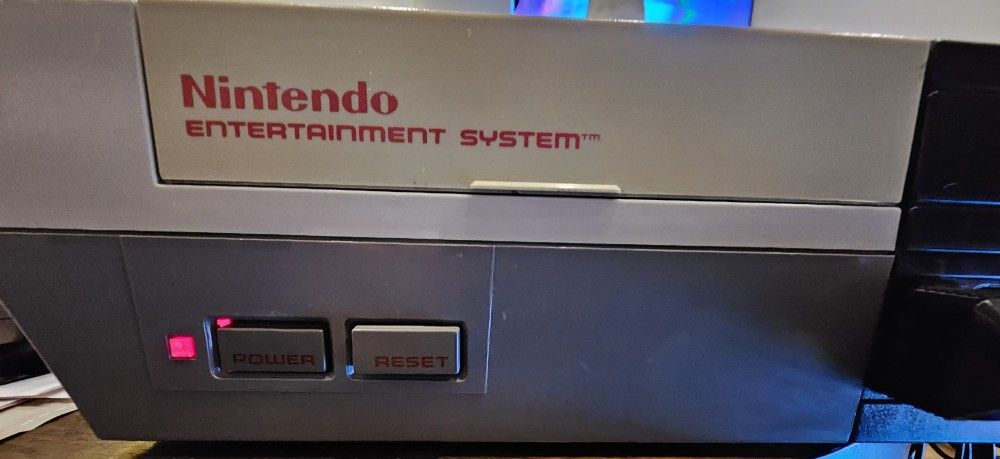 Nintendo
ENTERTAINMENT SYSTEM™
POWER
RESET